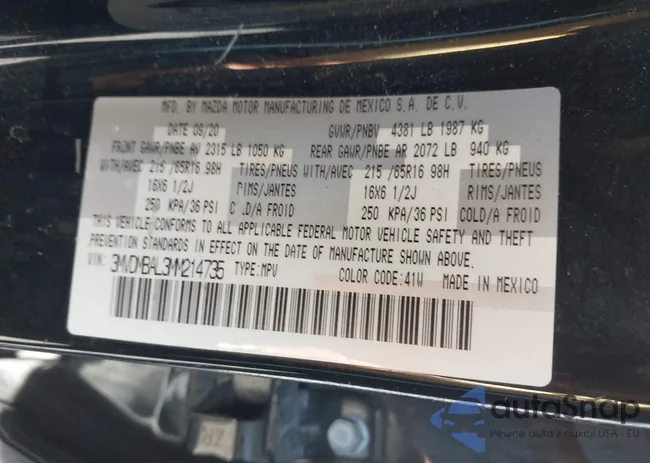 MFD. BY MAZDA MOTOR MANUFACTURING DE MEXICO S.A. DE C.V.
DATE 09/20 GVWR/PNBV 4381 LB 1987 KG
FRONT GAWR/PNBE AV 2315 LB 1050 KG REAR GAWR/PNBE AR 2072 LB 940 KG
WITH/AVEC 215 /65R16 98H TIRES/PNEUS WITH/AVEC 215 /65R16 98H TIRES/PNEUS
16X6 1/2J RIMS/JANTES 16X6 1/2J RIMS/JANTES
250 KPA/36 PSI C .D/A FROID 250 KPA/36 PSI COLD/A FROID
THIS VEHICLE CONFORMS TO ALL APPLICABLE FEDERAL MOTOR VEHICLE SAFETY AND THEFT
PREVENTION STANDARDS IN EFFECT ON THE DATE OF MANUFACTURE SHOWN ABOVE.
VIN: 3MVDMBAL3MM214735 TYPE:MPV COLOR CODE:41W MADE IN MEXICO
autoSnap
Pewne auta z aukcji USA - EU